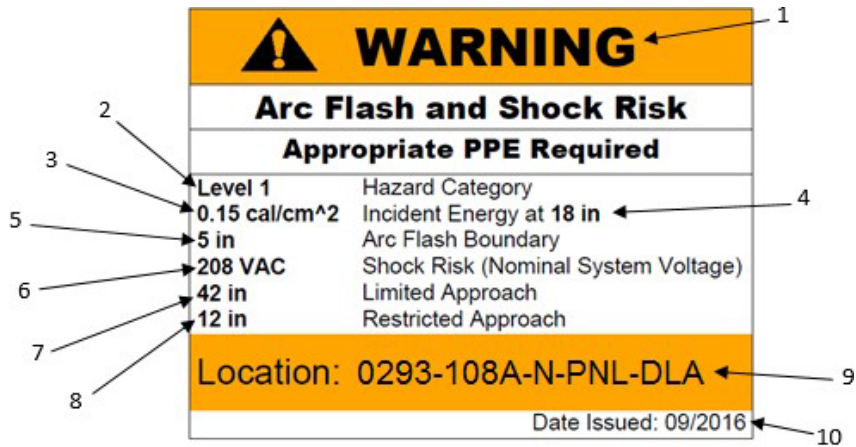 WARNING 1
Arc Flash and Shock Risk
Appropriate PPE Required
2 Level 1 Hazard Category
3 0.15 cal/cm^2 Incident Energy at 18 in 4
5 5 in Arc Flash Boundary
6 208 VAC Shock Risk (Nominal System Voltage)
7 42 in Limited Approach
8 12 in Restricted Approach
Location: 0293-108A-N-PNL-DLA 9
Date Issued: 09/2016 10